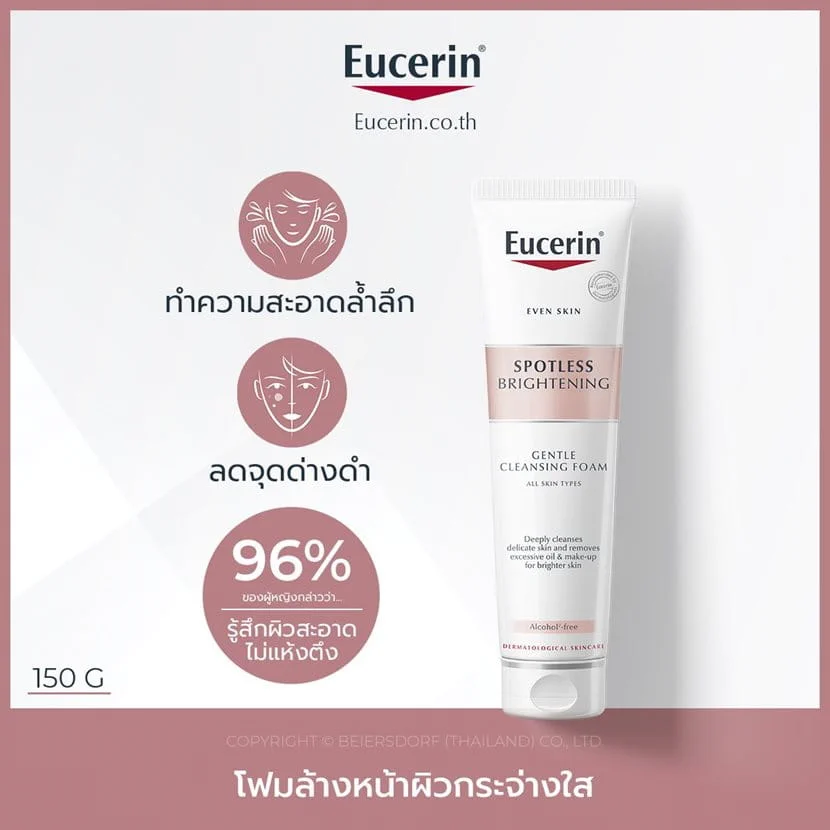 Eucerin®
Eucerin.co.th
ทำความสะอาดล้ำลึก
ลดจุดด่างดำ
96%
ของผู้หญิงกล่าวว่า...
รู้สึกผิวสะอาด
ไม่แห้งตึง
150 G
Eucerin®
Eucerin
EVEN SKIN
SPOTLESS
BRIGHTENING
GENTLE
CLEANSING FOAM
ALL SKIN TYPES
Deeply cleanses
delicate skin and removes
excessive oil & make-up
for brighter skin
Alcohol²-free
DERMATOLOGICAL SKINCARE
COPYRIGHT © BEIERSDORF (THAILAND) CO., LTD
โฟมล้างหน้าผิวกระจ่างใส